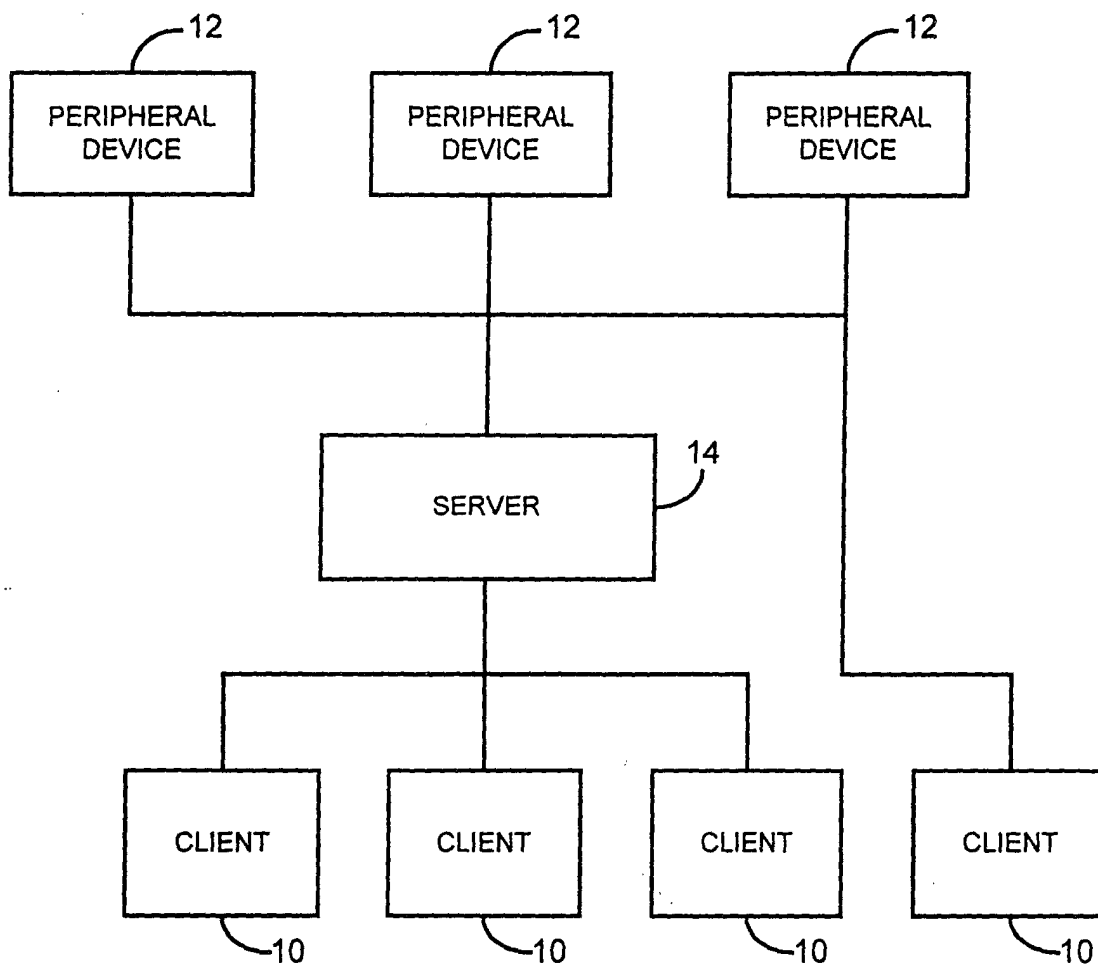 12
12
12
PERIPHERAL
DEVICE
PERIPHERAL
DEVICE
PERIPHERAL
DEVICE
14
SERVER
CLIENT
CLIENT
CLIENT
CLIENT
10
10
10
10